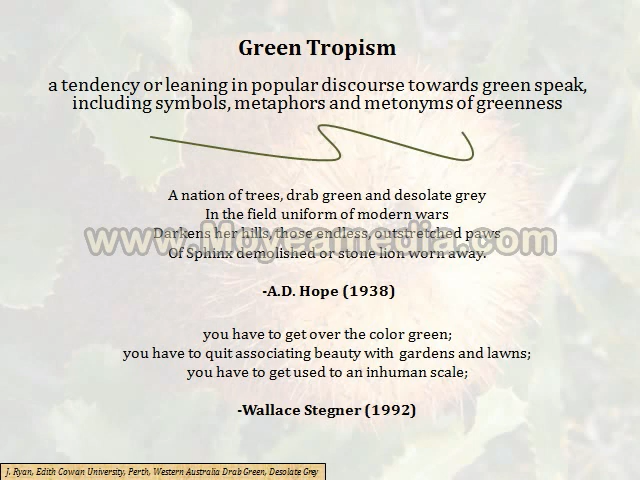 Green Tropism
a tendency or leaning in popular discourse towards green speak,
including symbols, metaphors and metonyms of greenness
A nation of trees, drab green and desolate grey
In the field uniform of modern wars
Darkens her hills, those endless, outstretched paws
www.Moyeamedia.com
Of Sphinx demolished or stone lion worn away.
-A.D. Hope (1938)
you have to get over the color green;
you have to quit associating beauty with gardens and lawns;
you have to get used to an inhuman scale;
-Wallace Stegner (1992)
J. Ryan, Edith Cowan University, Perth, Western Australia Drab Green, Desolate Grey